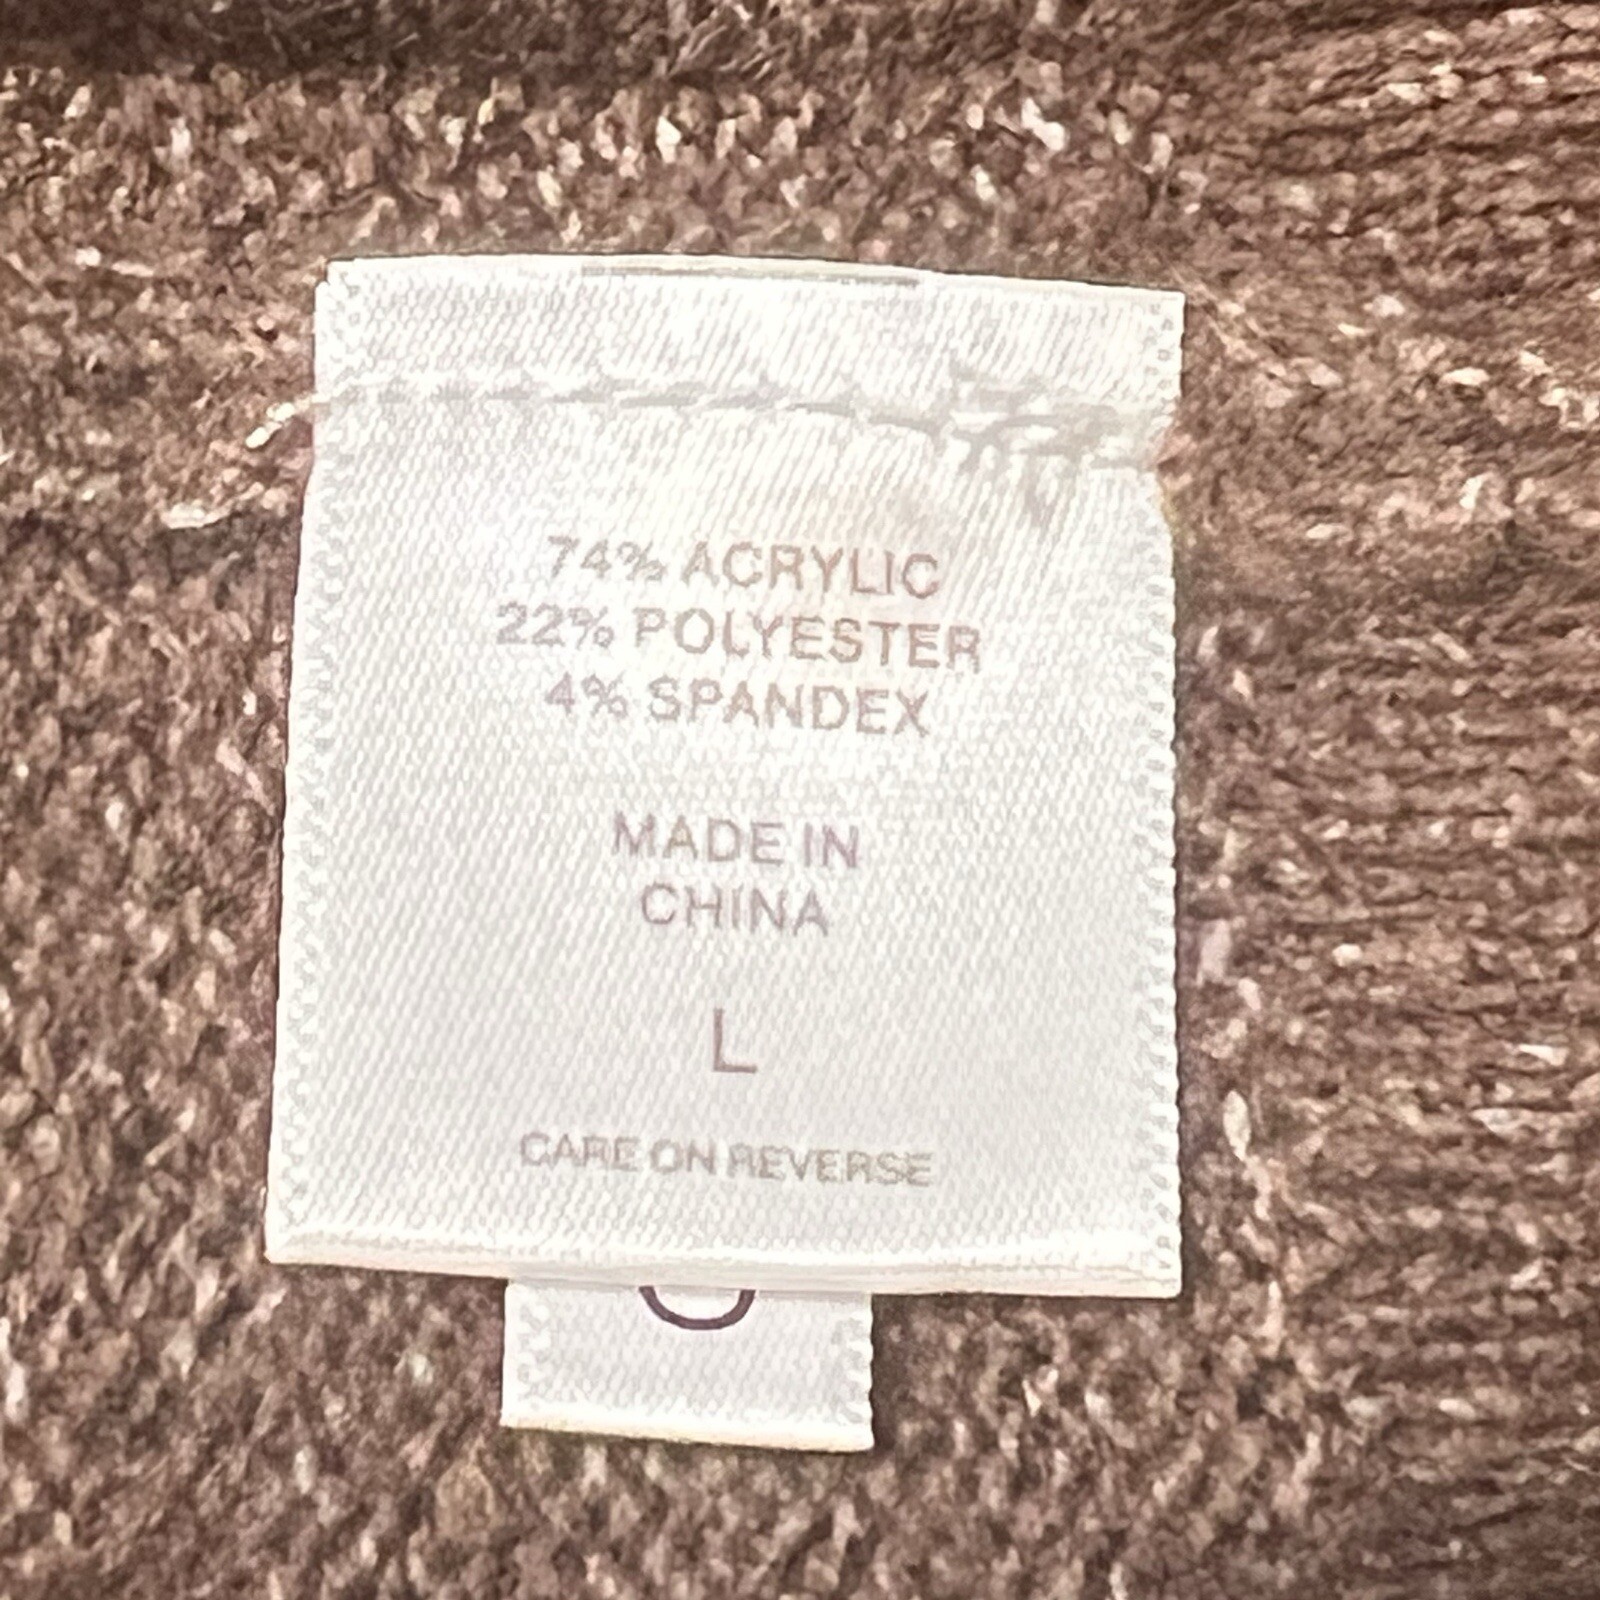 74% ACRYLIC
22% POLYESTER
4% SPANDEX
MADE IN
CHINA
L
CARE ON REVERSE